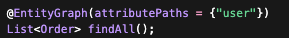 @EntityGraph(attributePaths = {"user"})
List<Order> findAll();